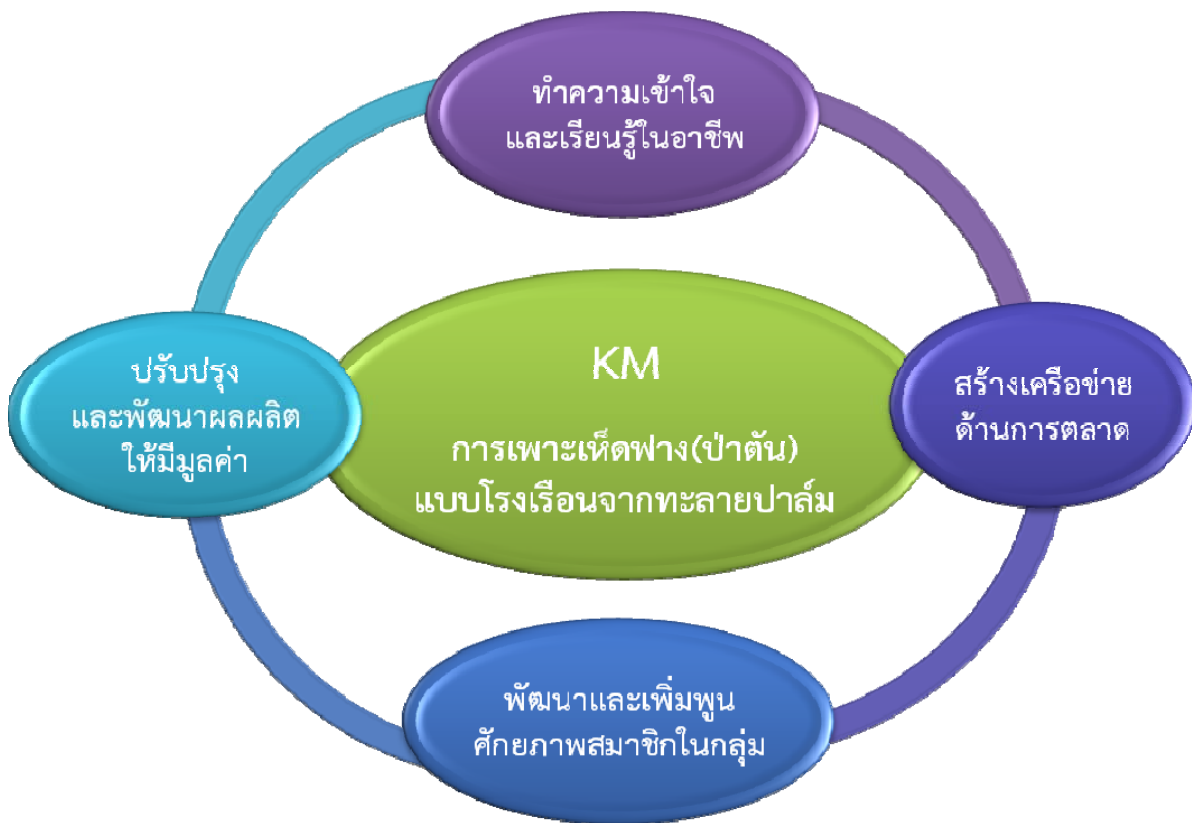 ทำความเข้าใจ
และเรียนรู้ในอาชีพ
KM
การเพาะเห็ดฟาง(ป่าตัน)
แบบโรงเรือนจากทะลายปาล์ม
สร้างเครือข่าย
ด้านการตลาด
พัฒนาและเพิ่มพูน
ศักยภาพสมาชิกในกลุ่ม
ปรับปรุง
และพัฒนาผลผลิต
ให้มีมูลค่า